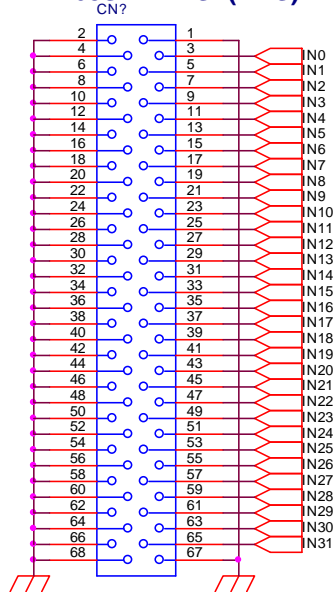 CN?
2 1
4 3 IN0
6 5 IN1
8 7 IN2
10 9 IN3
12 11 IN4
14 13 IN5
16 15 IN6
18 17 IN7
20 19 IN8
22 21 IN9
24 23 IN10
26 25 IN11
28 27 IN12
30 29 IN13
32 31 IN14
34 33 IN15
36 35 IN16
38 37 IN17
40 39 IN18
42 41 IN19
44 43 IN20
46 45 IN21
48 47 IN22
50 49 IN23
52 51 IN24
54 53 IN25
56 55 IN26
58 57 IN27
60 59 IN28
62 61 IN29
64 63 IN30
66 65 IN31
68 67